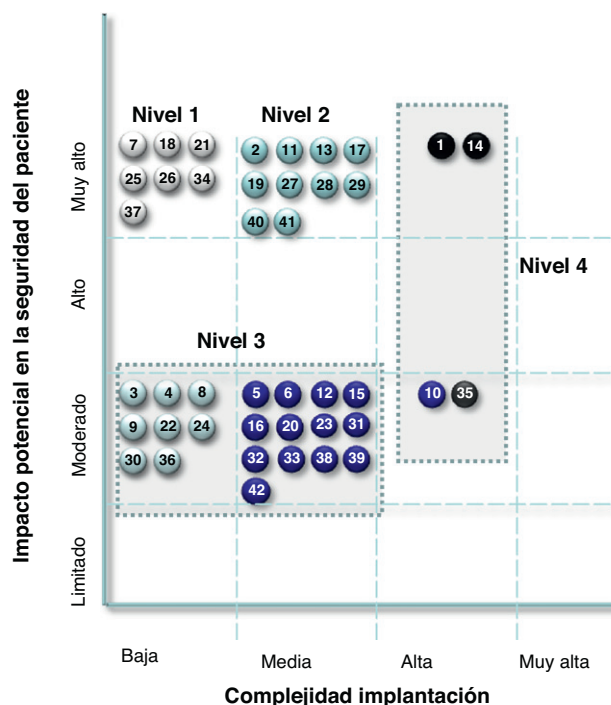 Impacto potencial en la seguridad del paciente
Muy alto
Alto
Moderado
Limitado
Nivel 1
7 18 21
25 26 34
37
Nivel 2
2 11 13 17
19 27 28 29
40 41
1 14
Nivel 4
Nivel 3
3 4 8
9 22 24
30 36
5 6 12 15
16 20 23 31
32 33 38 39
42
10 35
Baja Media Alta Muy alta
Complejidad implantación